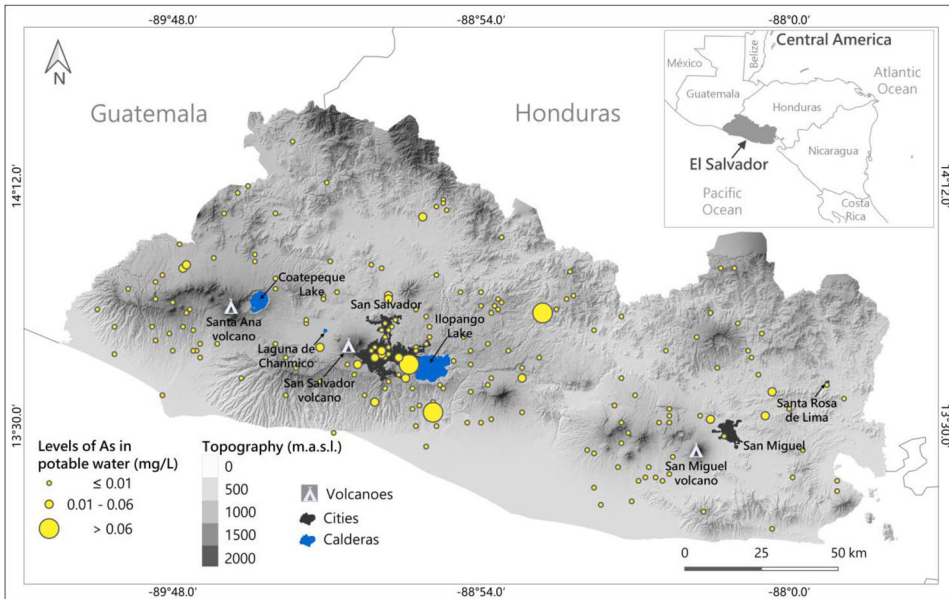 -89°48.0'
-88°54.0'
-88°0.0'
N
Guatemala
Honduras
Central America
México
Belize
Atlantic
Ocean
Guatemala
Honduras
Nicaragua
El Salvador
Pacific
Ocean
Costa
Rica
14°12.0'
14°12.0'
Coatepeque
Lake
San Salvador
Ilopango
Lake
Santa Ana
volcano
Laguna de
Chanmico
San Salvador
volcano
Santa Rosa
de Lima
San Miguel
San Miguel
volcano
13°30.0'
13°30.0'
Levels of As in
potable water (mg/L)
≤ 0.01
0.01 - 0.06
> 0.06
Topography (m.a.s.l.)
0
500
1000
1500
2000
Volcanoes
Cities
Calderas
0 25 50 km
-89°48.0'
-88°54.0'
-88°0.0'